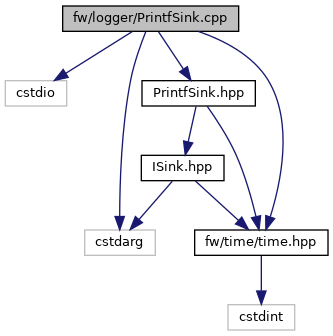 fw/logger/PrintfSink.cpp
cstdio
PrintfSink.hpp
ISink.hpp
cstdarg
fw/time/time.hpp
cstdint